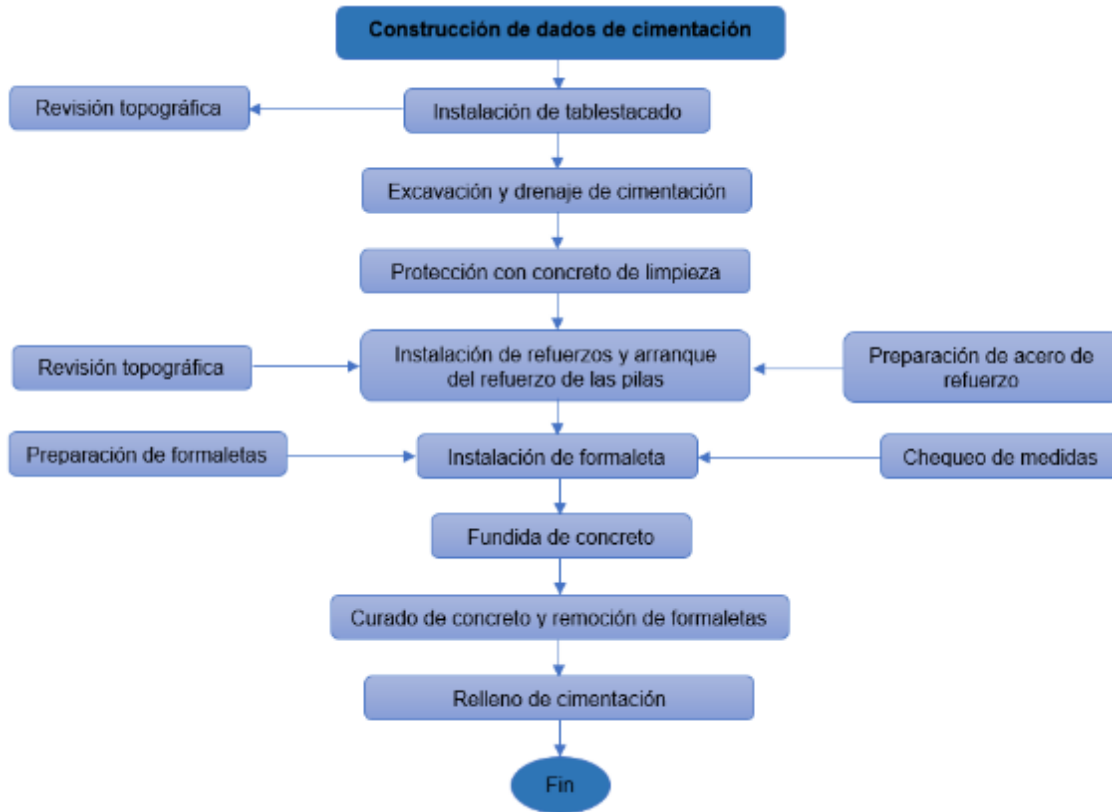 Construcción de dados de cimentación
Revisión topográfica
Instalación de tablestacado
Excavación y drenaje de cimentación
Protección con concreto de limpieza
Revisión topográfica
Instalación de refuerzos y arranque
del refuerzo de las pilas
Preparación de acero de
refuerzo
Preparación de formaletas
Instalación de formaleta
Chequeo de medidas
Fundida de concreto
Curado de concreto y remoción de formaletas
Relleno de cimentación
Fin